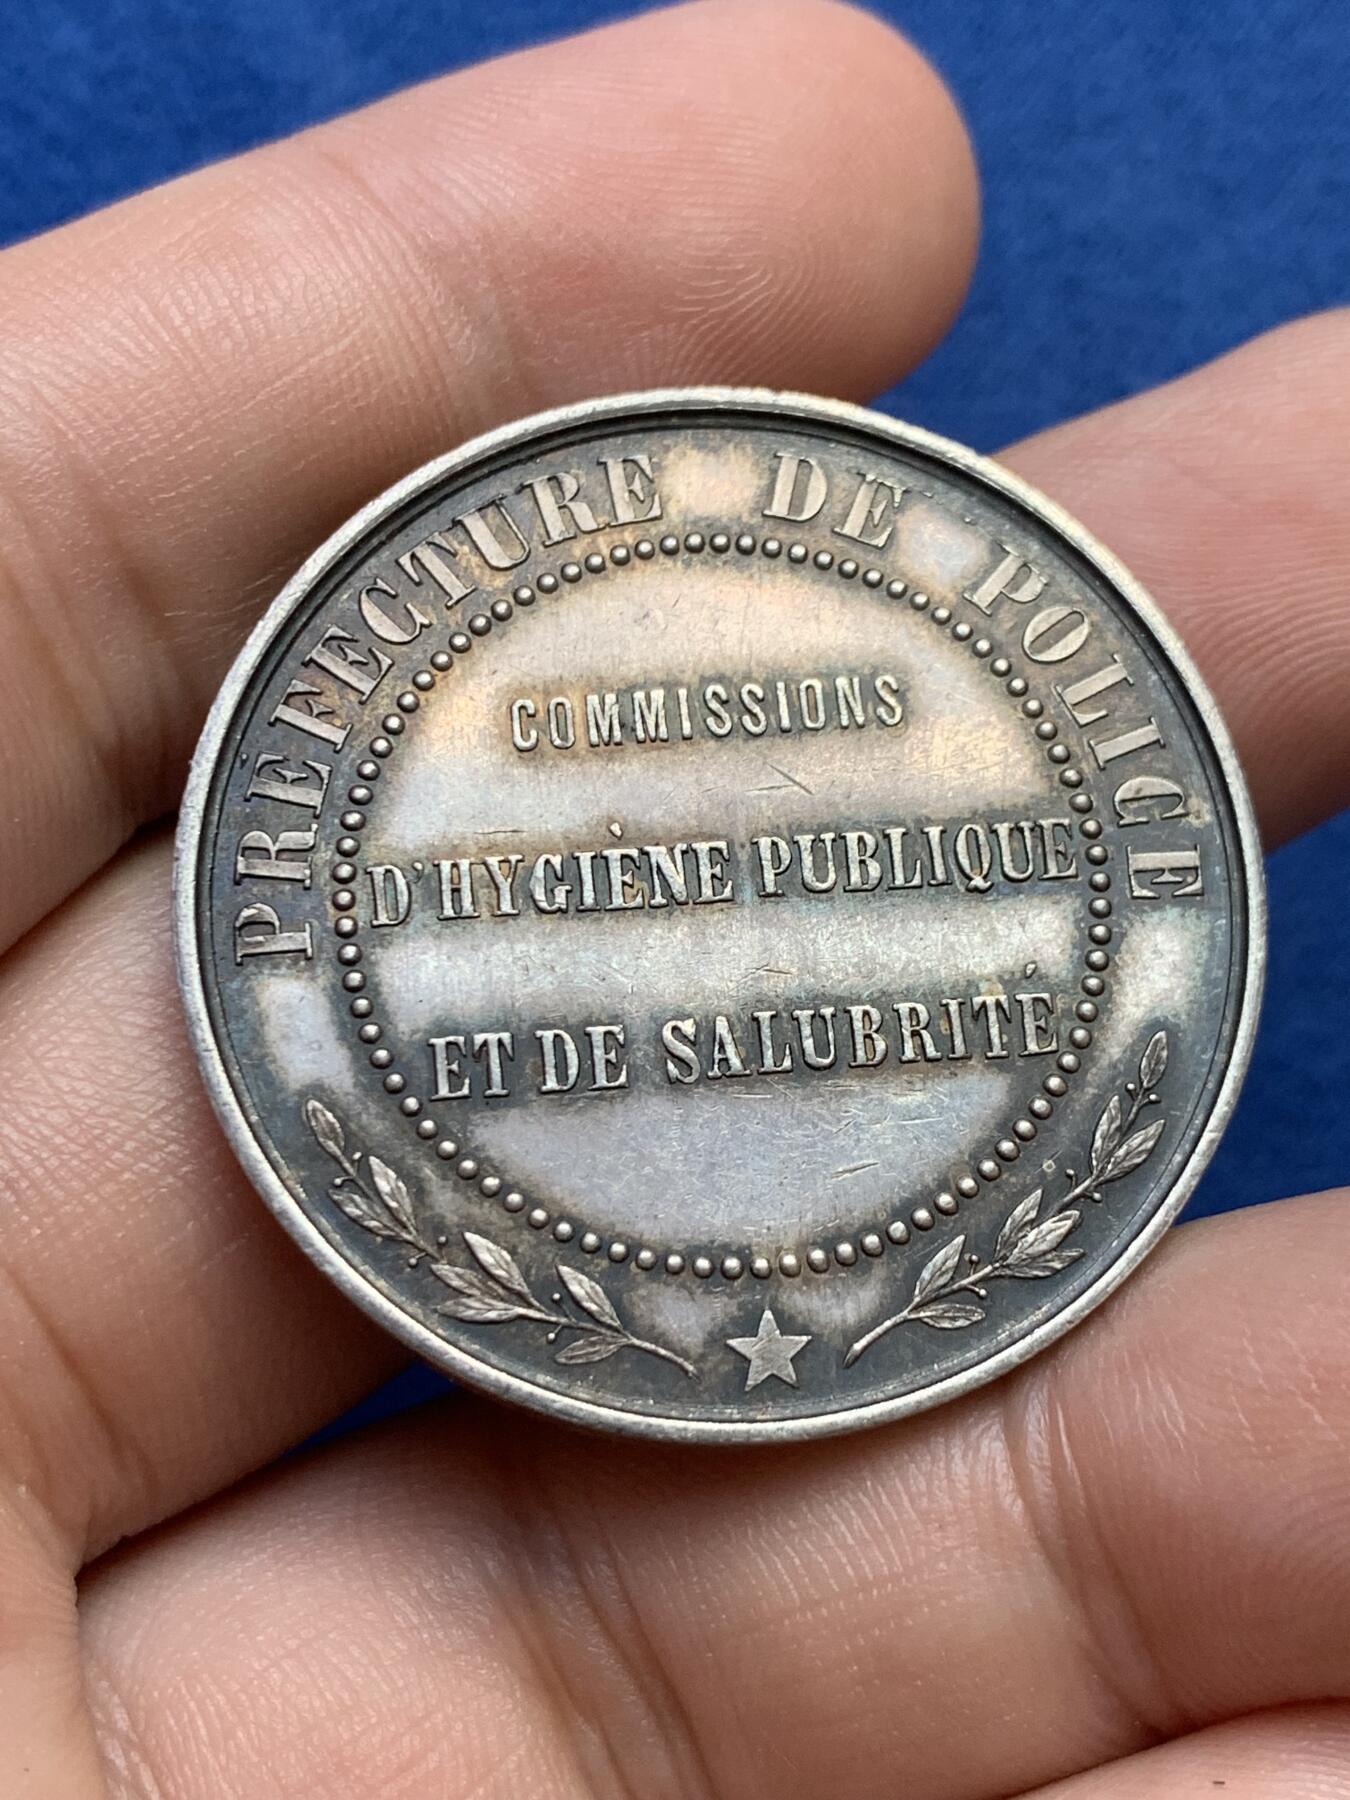 PRÉFECTURE DE POLICE
COMMISSIONS
D'HYGIÈNE PUBLIQUE
ET DE SALUBRITÉ